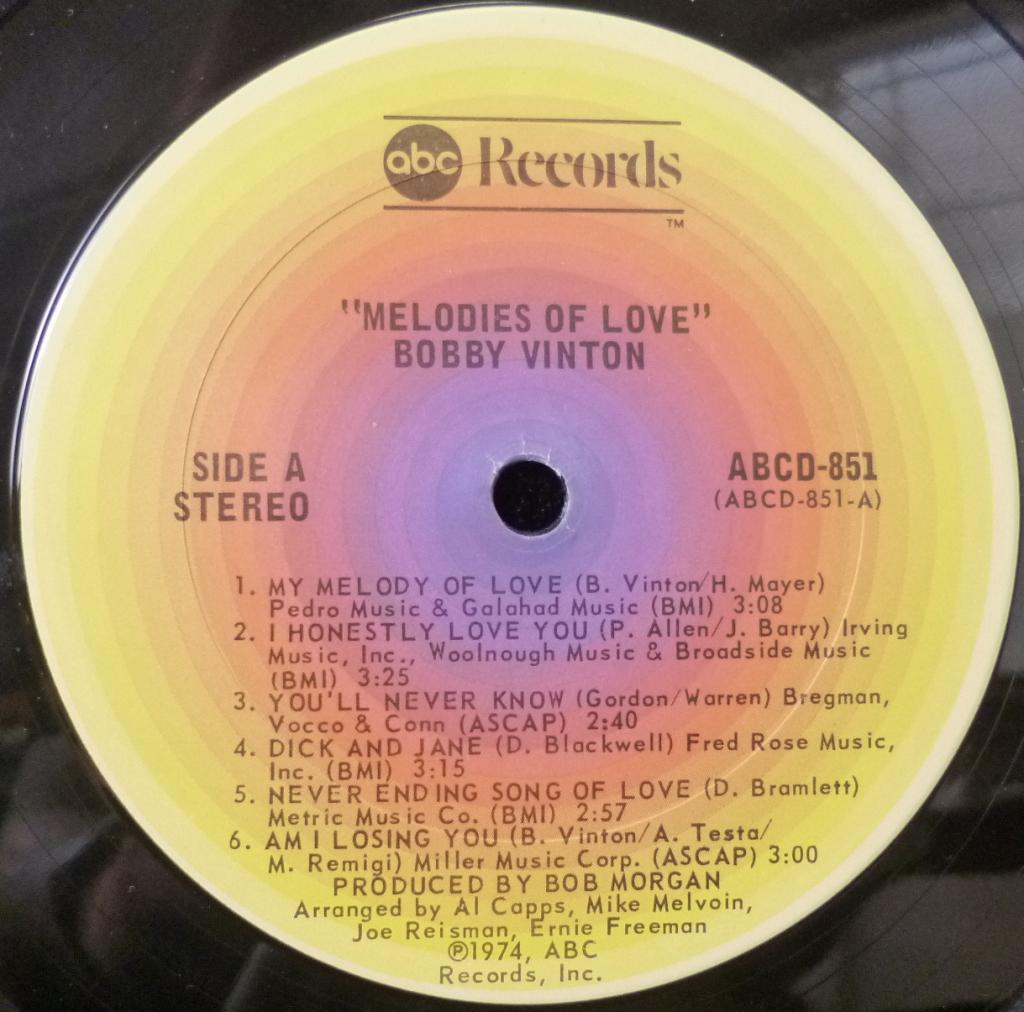 abc Records
TM
"MELODIES OF LOVE"
BOBBY VINTON
SIDE A
STEREO
ABCD-851
(ABCD-851-A)
1. MY MELODY OF LOVE (B. Vinton/H. Mayer)
Pedro Music & Galahad Music (BMI) 3:08
2. I HONESTLY LOVE YOU (P. Allen/J. Barry) Irving
Music, Inc., Woolnough Music & Broadside Music
(BMI) 3:25
3. YOU'LL NEVER KNOW (Gordon/Warren) Bregman,
Vocco & Conn (ASCAP) 2:40
4. DICK AND JANE (D. Blackwell) Fred Rose Music,
Inc. (BMI) 3:15
5. NEVER ENDING SONG OF LOVE (D. Bramlett)
Metric Music Co. (BMI) 2:57
6. AM I LOSING YOU (B. Vinton/A. Testa/
M. Remigi) Miller Music Corp. (ASCAP) 3:00
PRODUCED BY BOB MORGAN
Arranged by Al Capps, Mike Melvoin,
Joe Reisman, Ernie Freeman
℗1974, ABC
Records, Inc.